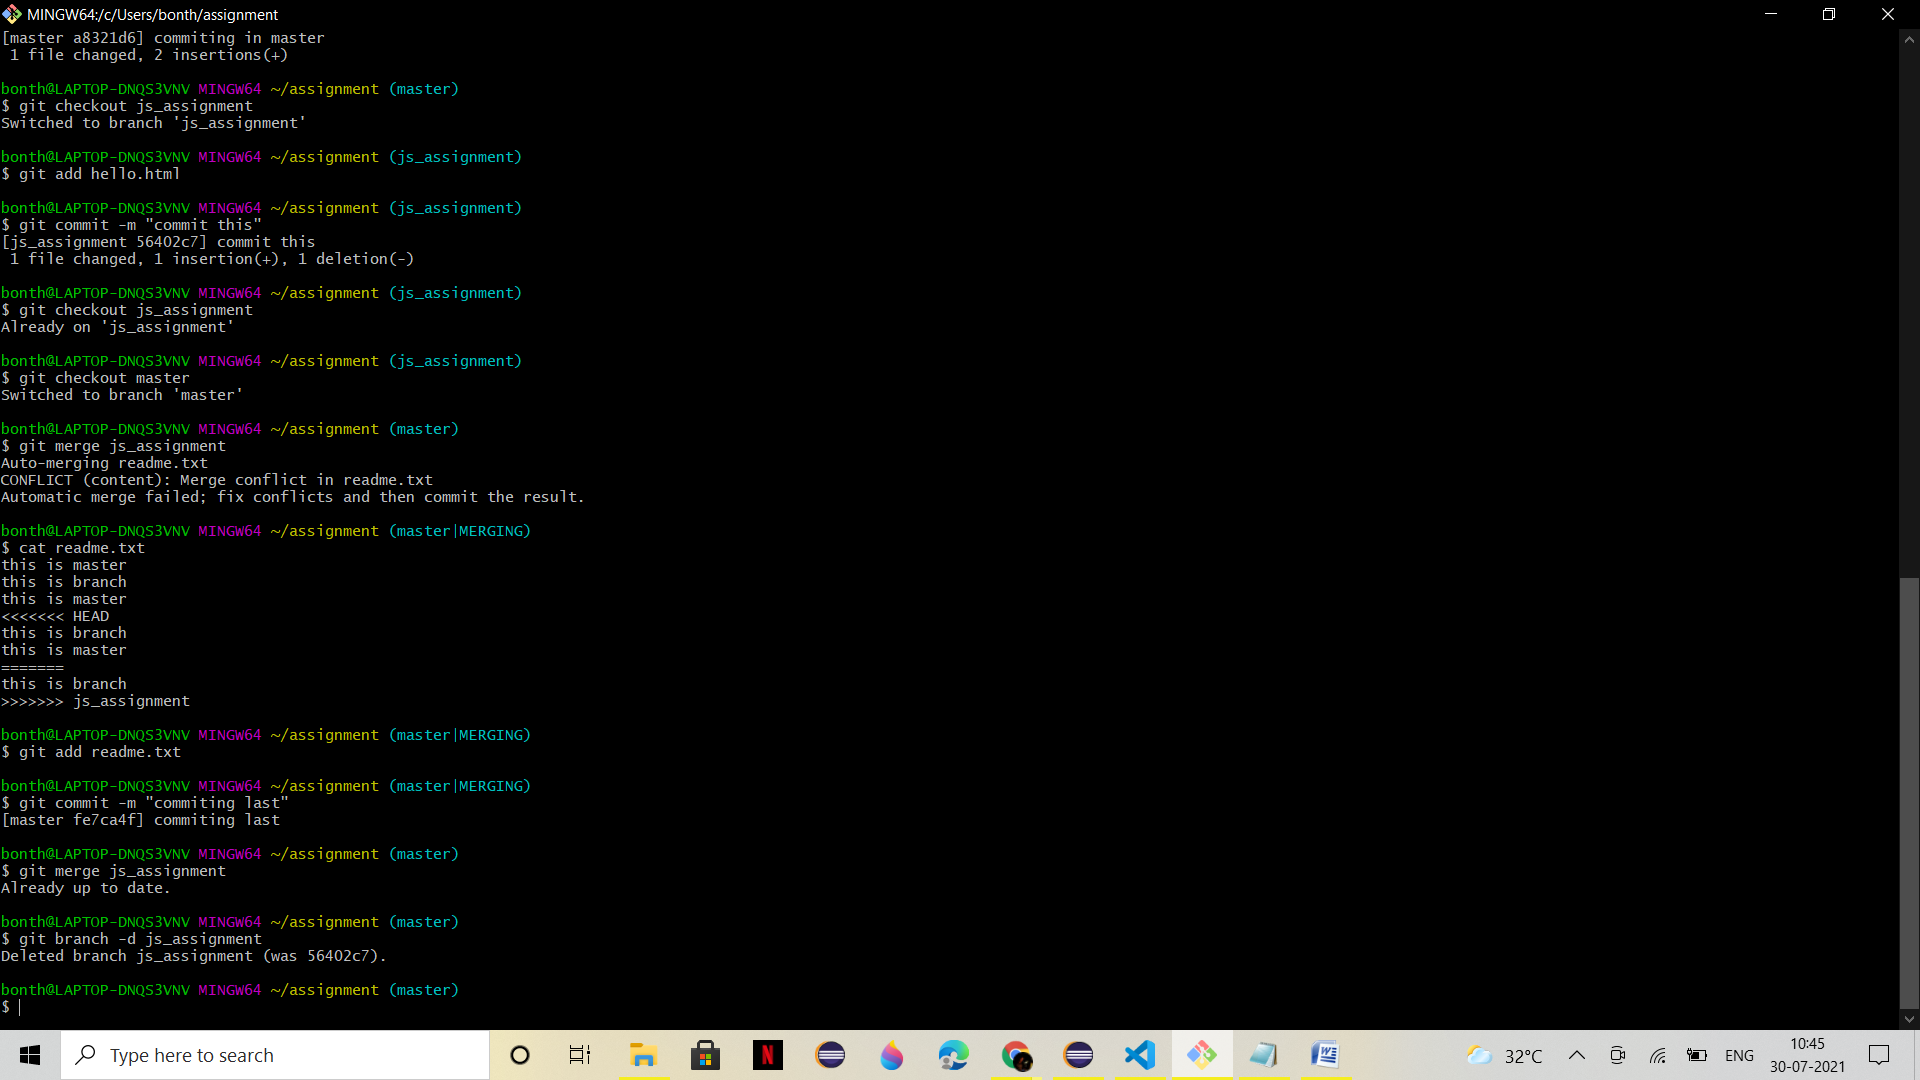 MINGW64:/c/Users/bonth/assignment
[master a8321d6] commiting in master
 1 file changed, 2 insertions(+)
bonth@LAPTOP-DNQS3VNV MINGW64 ~/assignment (master)
$ git checkout js_assignment
Switched to branch 'js_assignment'
bonth@LAPTOP-DNQS3VNV MINGW64 ~/assignment (js_assignment)
$ git add hello.html
bonth@LAPTOP-DNQS3VNV MINGW64 ~/assignment (js_assignment)
$ git commit -m "commit this"
[js_assignment 56402c7] commit this
 1 file changed, 1 insertion(+), 1 deletion(-)
bonth@LAPTOP-DNQS3VNV MINGW64 ~/assignment (js_assignment)
$ git checkout js_assignment
Already on 'js_assignment'
bonth@LAPTOP-DNQS3VNV MINGW64 ~/assignment (js_assignment)
$ git checkout master
Switched to branch 'master'
bonth@LAPTOP-DNQS3VNV MINGW64 ~/assignment (master)
$ git merge js_assignment
Auto-merging readme.txt
CONFLICT (content): Merge conflict in readme.txt
Automatic merge failed; fix conflicts and then commit the result.
bonth@LAPTOP-DNQS3VNV MINGW64 ~/assignment (master|MERGING)
$ cat readme.txt
this is master
this is branch
this is master
<<<<<<< HEAD
this is branch
this is master
=======
this is branch
>>>>>>> js_assignment
bonth@LAPTOP-DNQS3VNV MINGW64 ~/assignment (master|MERGING)
$ git add readme.txt
bonth@LAPTOP-DNQS3VNV MINGW64 ~/assignment (master|MERGING)
$ git commit -m "commiting last"
[master fe7ca4f] commiting last
bonth@LAPTOP-DNQS3VNV MINGW64 ~/assignment (master)
$ git merge js_assignment
Already up to date.
bonth@LAPTOP-DNQS3VNV MINGW64 ~/assignment (master)
$ git branch -d js_assignment
Deleted branch js_assignment (was 56402c7).
bonth@LAPTOP-DNQS3VNV MINGW64 ~/assignment (master)
$
Type here to search
N
W
32°C
ENG
10:45
30-07-2021